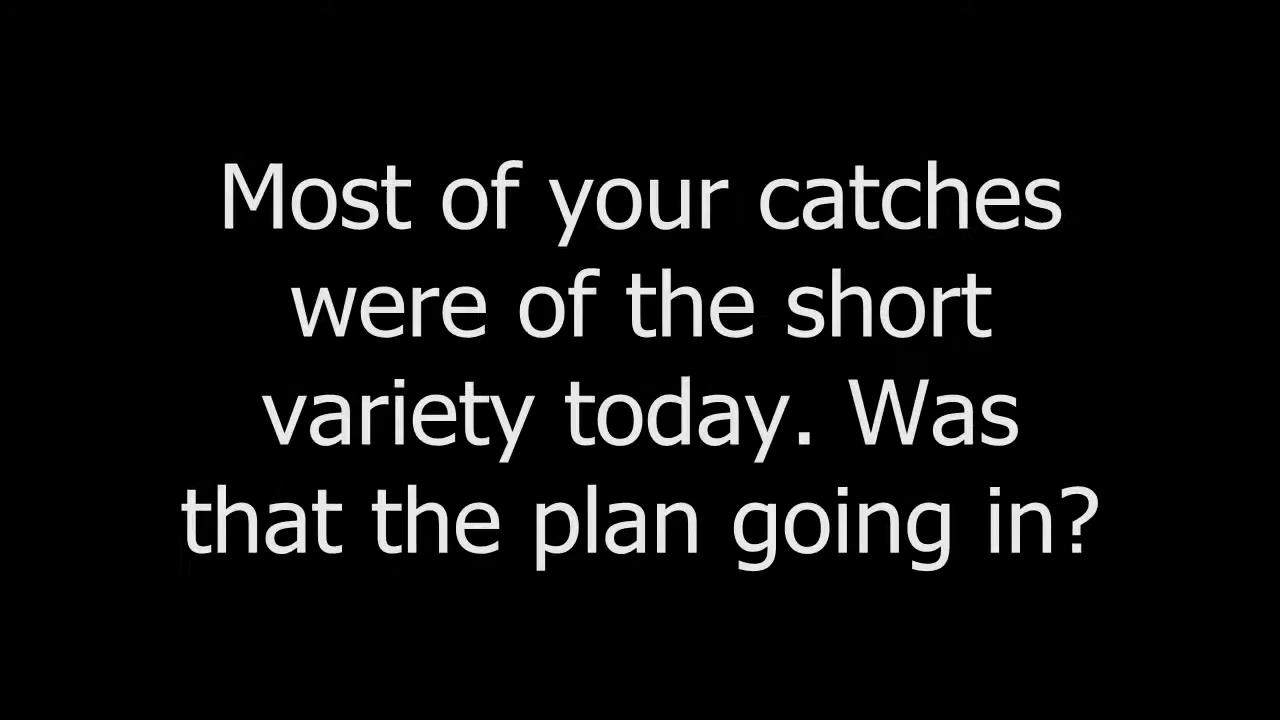 Most of your catches
were of the short
variety today. Was
that the plan going in?